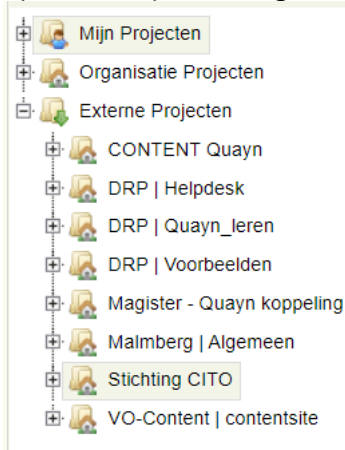 Mijn Projecten
Organisatie Projecten
Externe Projecten
CONTENT Quayn
DRP | Helpdesk
DRP | Quayn_leren
DRP | Voorbeelden
Magister - Quayn koppeling
Malmberg | Algemeen
Stichting CITO
VO-Content | contentsite